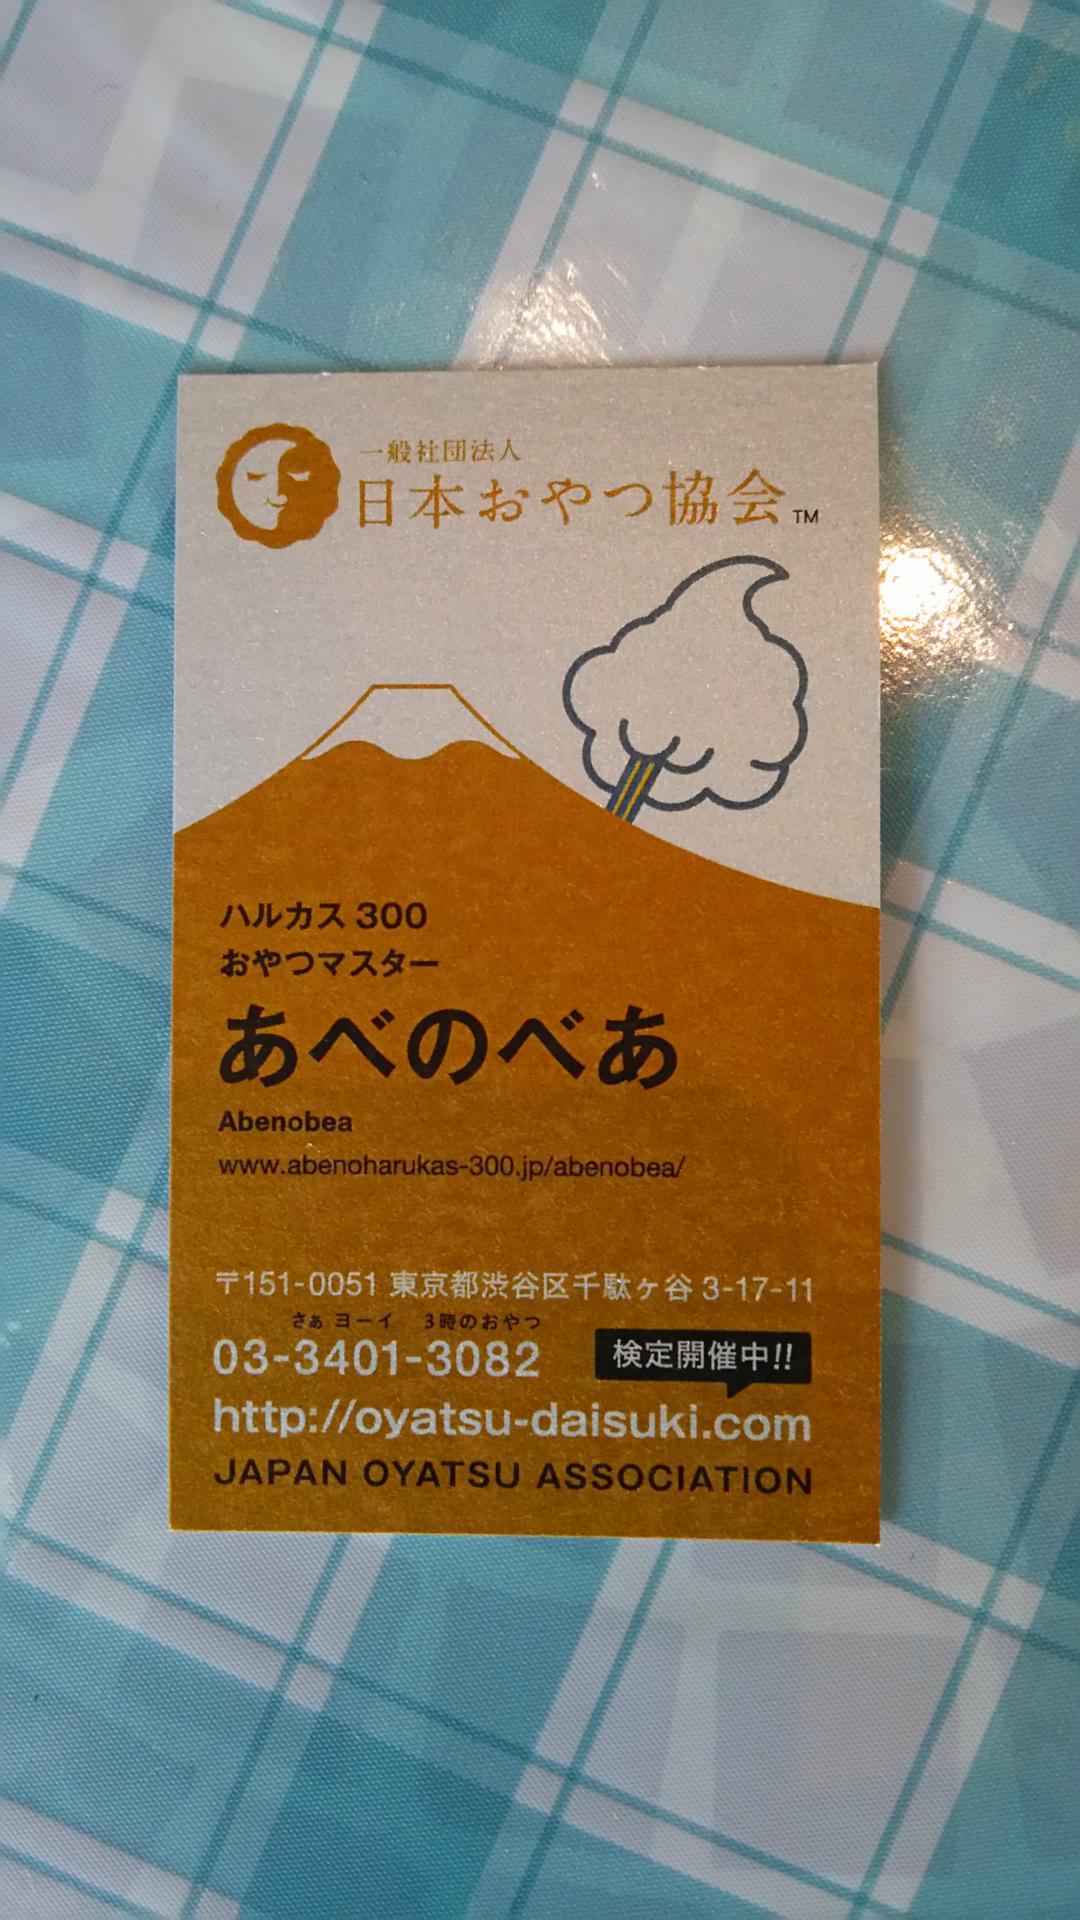 一般社団法人
日本おやつ協会 TM
ハルカス 300
おやつマスター
あべのべあ
Abenobea
www.abenoharukas-300.jp/abenobea/
〒151-0051 東京都渋谷区千駄ヶ谷 3-17-11
さぁ ヨーイ 3時のおやつ
03-3401-3082
検定開催中!!
http://oyatsu-daisuki.com
JAPAN OYATSU ASSOCIATION